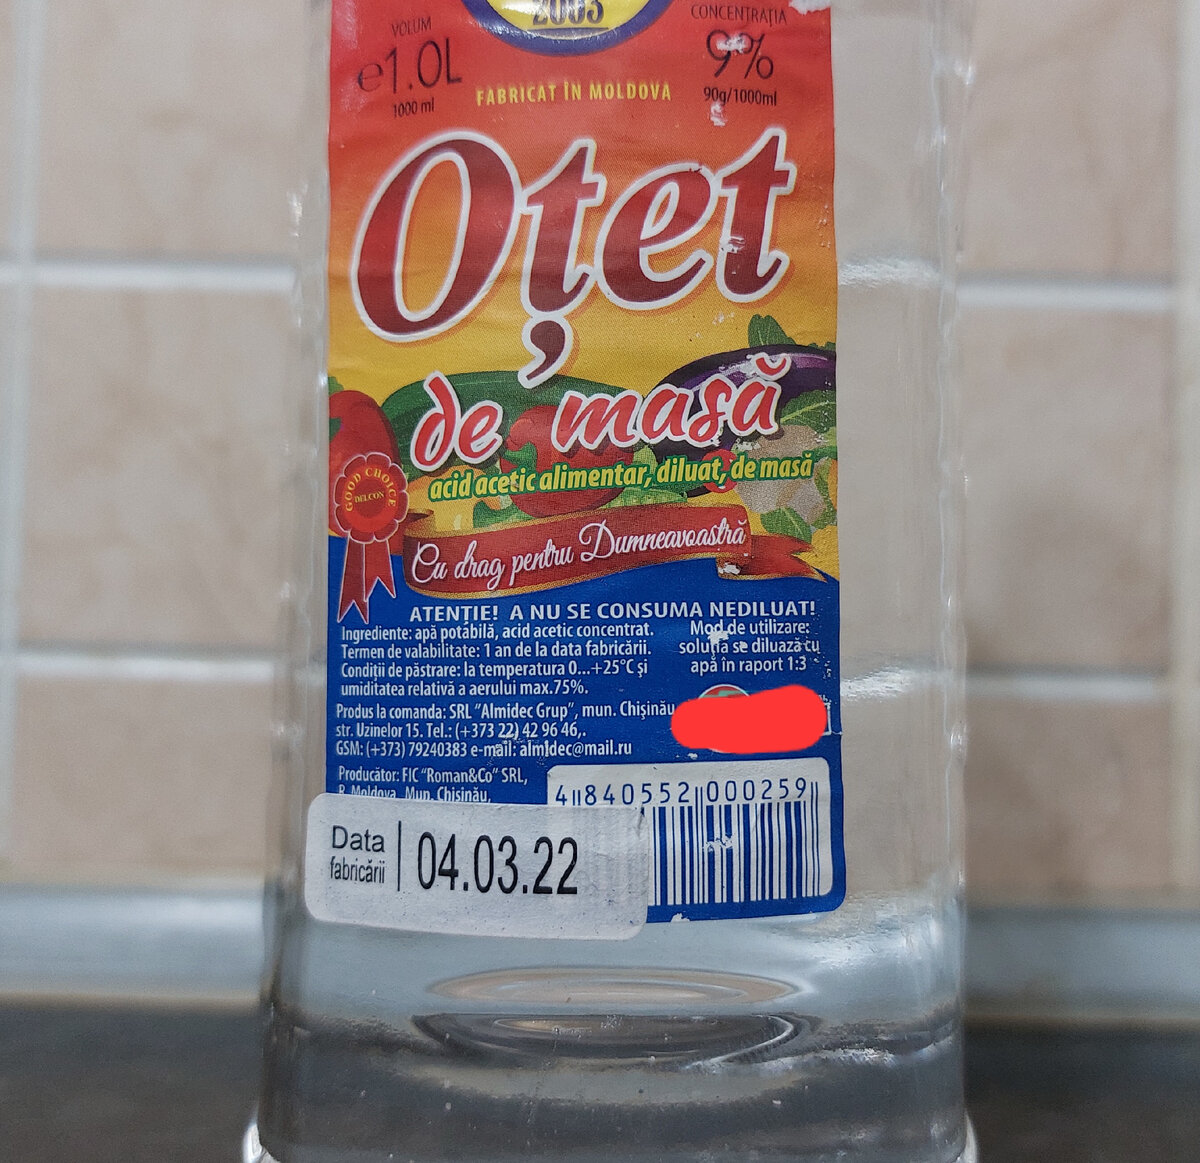 2003
VOLUM
℮1.0L
1000 ml
CONCENTRAȚIA
9%
90g/1000ml
FABRICAT ÎN MOLDOVA
Oțet
de masă
acid acetic alimentar, diluat, de masă
GOOD CHOICE
DELCON
Cu drag pentru Dumneavoastră
ATENȚIE! A NU SE CONSUMA NEDILUAT!
Ingrediente: apă potabilă, acid acetic concentrat.
Termen de valabilitate: 1 an de la data fabricării.
Condiții de păstrare: la temperatura 0...+25°C și
umiditatea relativă a aerului max.75%.
Mod de utilizare:
soluția se diluază cu
apă în raport 1:3
Produs la comanda: SRL "Almidec Grup", mun. Chișinău
str. Uzinelor 15. Tel.: (+373 22) 42 96 46,.
GSM: (+373) 79240383 e-mail: almidec@mail.ru
Producător: FIC "Roman&Co" SRL,
R. Moldova, Mun. Chișinău,
4 840552 000259
Data
fabricării
04.03.22